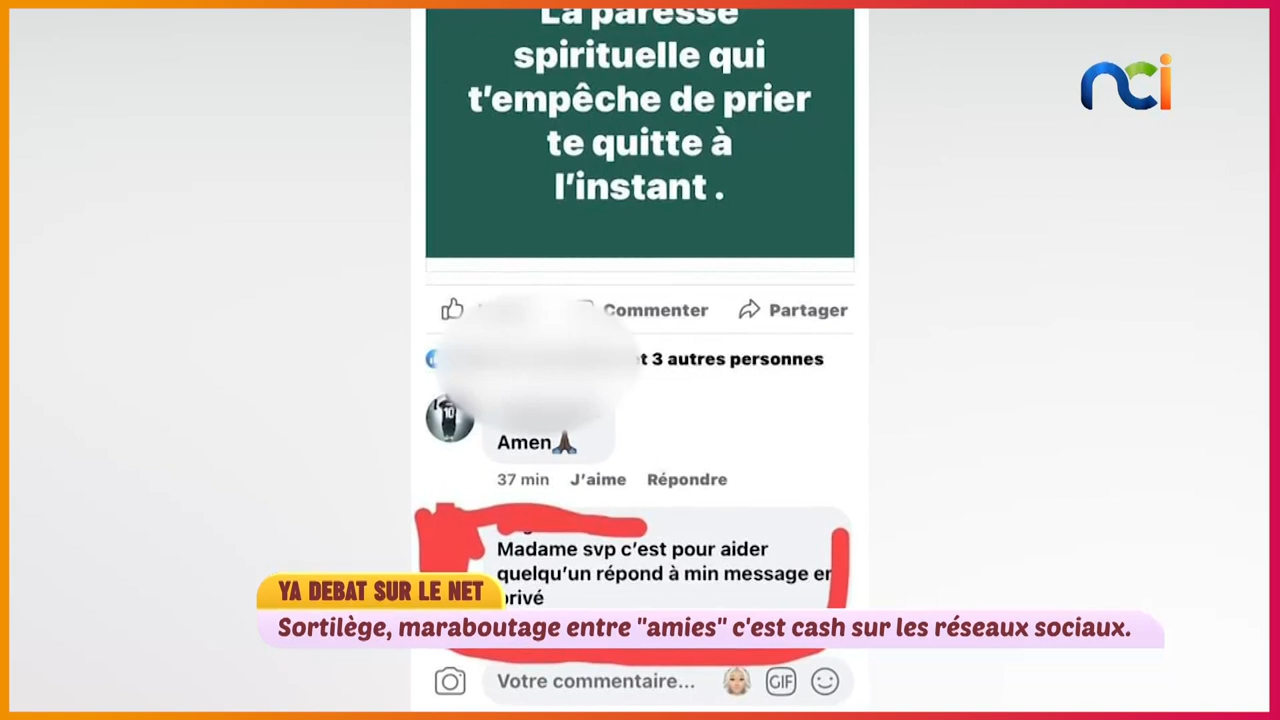 La paresse
spirituelle qui
t'empêche de prier
te quitte à
l'instant .
nci
Commenter
Partager
t 3 autres personnes
10
Amen🙏🏿
37 min J'aime Répondre
Madame svp c'est pour aider
quelqu'un répond à min message en
privé
YA DEBAT SUR LE NET
Sortilège, maraboutage entre "amies" c'est cash sur les réseaux sociaux.
Votre commentaire...
GIF